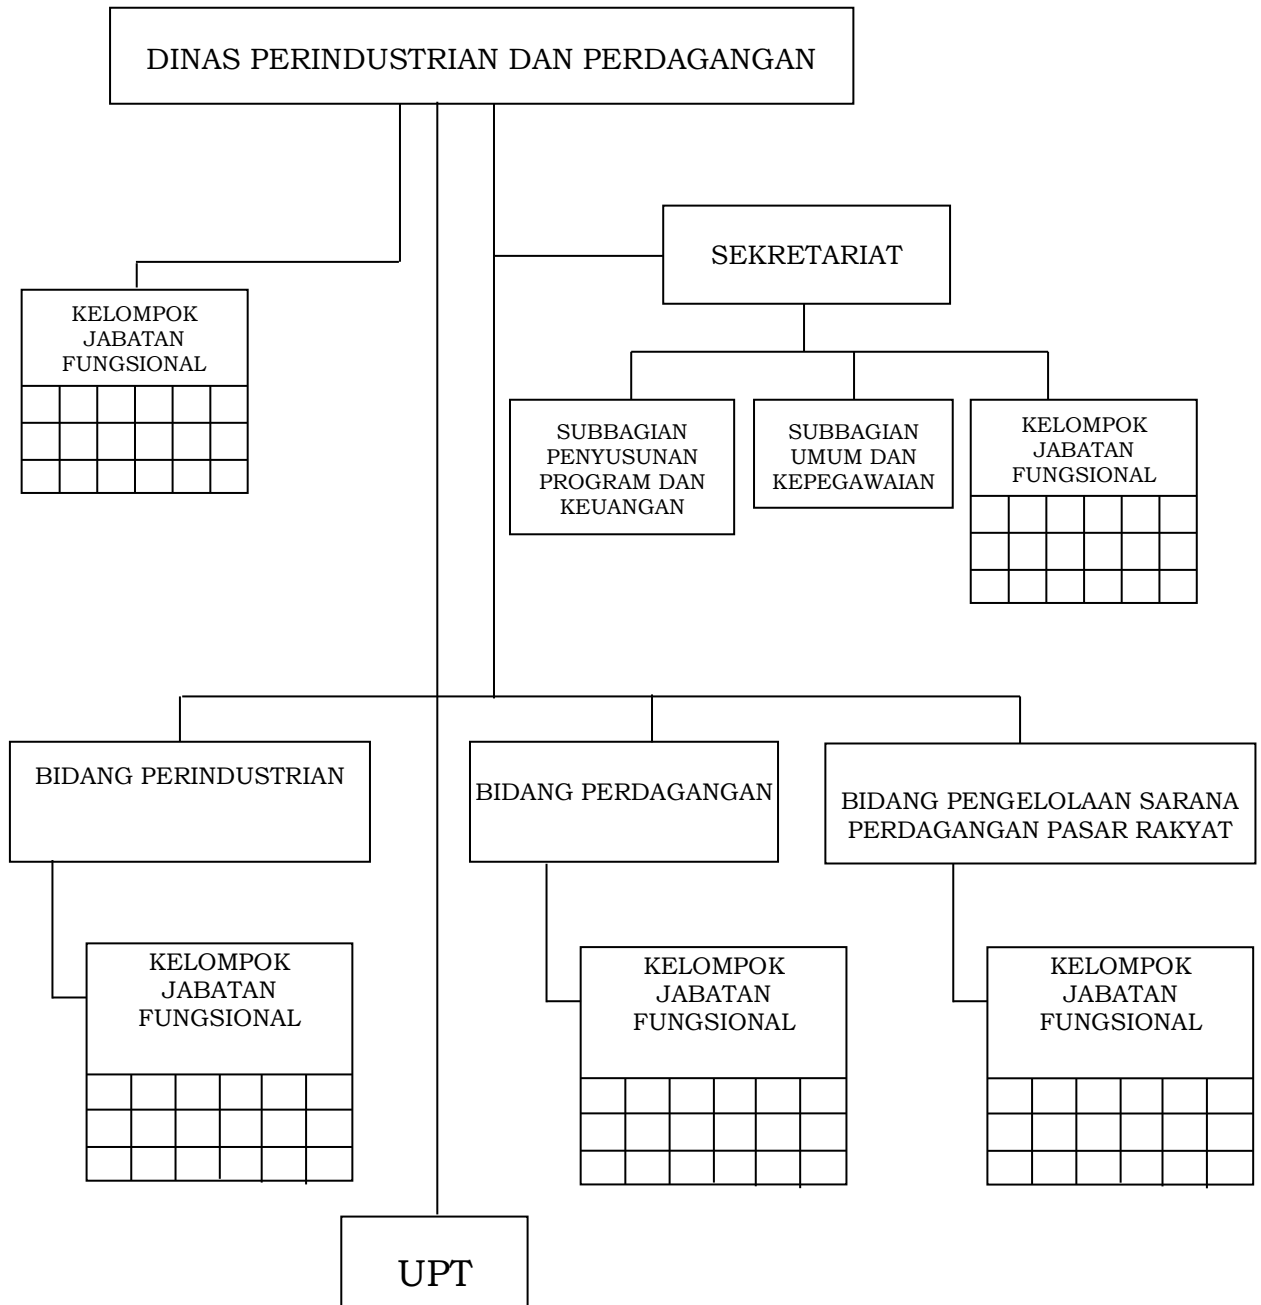 DINAS PERINDUSTRIAN DAN PERDAGANGAN
SEKRETARIAT
KELOMPOK
JABATAN
FUNGSIONAL
SUBBAGIAN
PENYUSUNAN
PROGRAM DAN
KEUANGAN
SUBBAGIAN
UMUM DAN
KEPEGAWAIAN
KELOMPOK
JABATAN
FUNGSIONAL
BIDANG PERINDUSTRIAN
BIDANG PERDAGANGAN
BIDANG PENGELOLAAN SARANA
PERDAGANGAN PASAR RAKYAT
KELOMPOK
JABATAN
FUNGSIONAL
KELOMPOK
JABATAN
FUNGSIONAL
KELOMPOK
JABATAN
FUNGSIONAL
UPT